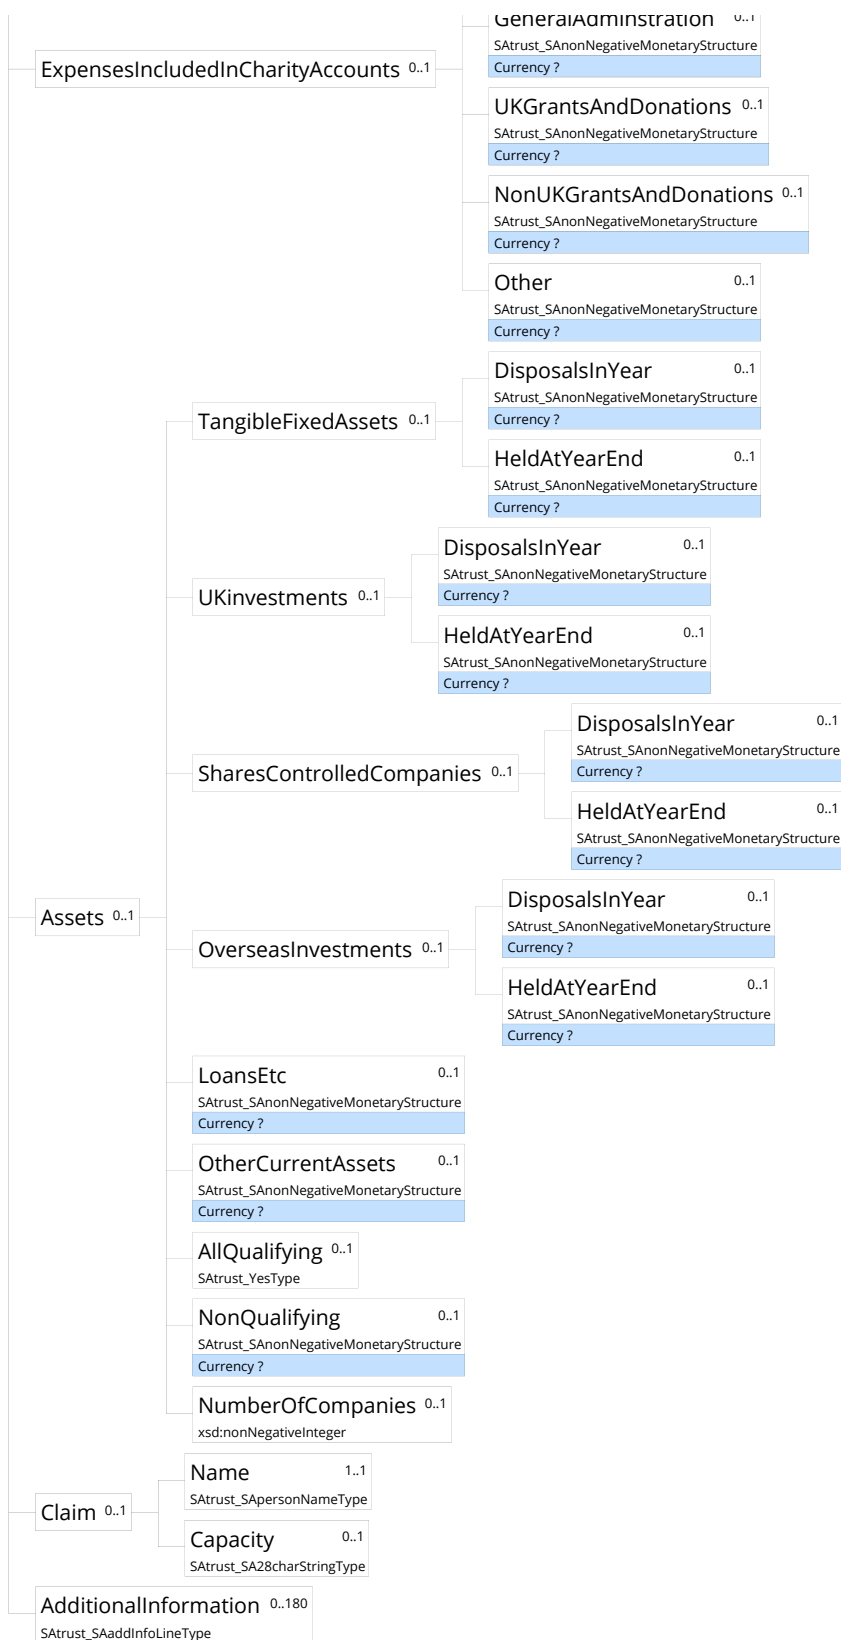 GeneralAdminstration 0..1
SAtrust_SAnonNegativeMonetaryStructure
Currency ?
ExpensesIncludedInCharityAccounts 0..1
UKGrantsAndDonations 0..1
SAtrust_SAnonNegativeMonetaryStructure
Currency ?
NonUKGrantsAndDonations 0..1
SAtrust_SAnonNegativeMonetaryStructure
Currency ?
Other 0..1
SAtrust_SAnonNegativeMonetaryStructure
Currency ?
DisposalsInYear 0..1
SAtrust_SAnonNegativeMonetaryStructure
Currency ?
TangibleFixedAssets 0..1
HeldAtYearEnd 0..1
SAtrust_SAnonNegativeMonetaryStructure
Currency ?
DisposalsInYear 0..1
SAtrust_SAnonNegativeMonetaryStructure
Currency ?
UKinvestments 0..1
HeldAtYearEnd 0..1
SAtrust_SAnonNegativeMonetaryStructure
Currency ?
DisposalsInYear 0..1
SAtrust_SAnonNegativeMonetaryStructure
Currency ?
SharesControlledCompanies 0..1
HeldAtYearEnd 0..1
SAtrust_SAnonNegativeMonetaryStructure
Currency ?
DisposalsInYear 0..1
SAtrust_SAnonNegativeMonetaryStructure
Currency ?
Assets 0..1
OverseasInvestments 0..1
HeldAtYearEnd 0..1
SAtrust_SAnonNegativeMonetaryStructure
Currency ?
LoansEtc 0..1
SAtrust_SAnonNegativeMonetaryStructure
Currency ?
OtherCurrentAssets 0..1
SAtrust_SAnonNegativeMonetaryStructure
Currency ?
AllQualifying 0..1
SAtrust_YesType
NonQualifying 0..1
SAtrust_SAnonNegativeMonetaryStructure
Currency ?
NumberOfCompanies 0..1
xsd:nonNegativeInteger
Name 1..1
SAtrust_SApersonNameType
Claim 0..1
Capacity 0..1
SAtrust_SA28charStringType
AdditionalInformation 0..180
SAtrust_SAaddInfoLineType